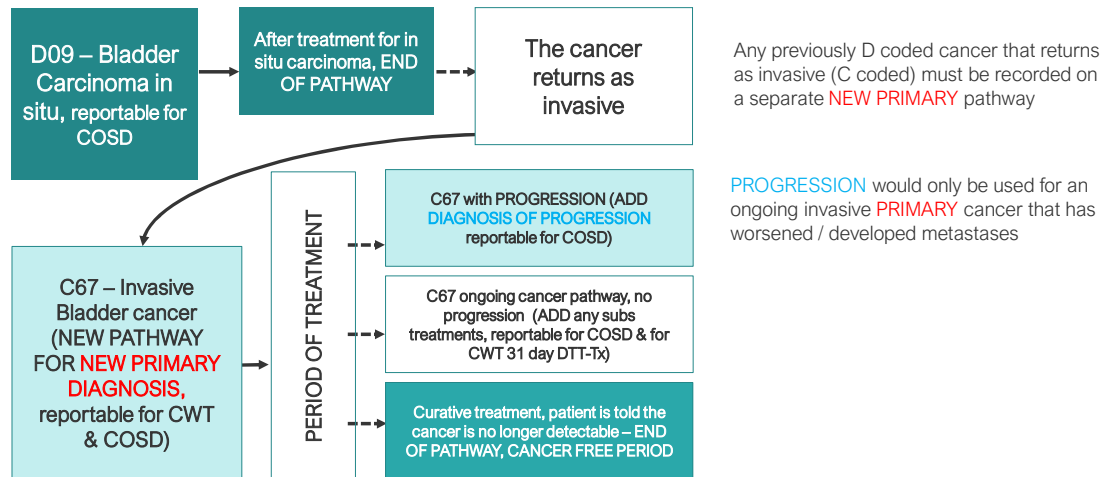 D09 – Bladder
Carcinoma in
situ, reportable for
COSD
After treatment for in
situ carcinoma, END
OF PATHWAY
The cancer
returns as
invasive
Any previously D coded cancer that returns
as invasive (C coded) must be recorded on
a separate NEW PRIMARY pathway
PROGRESSION would only be used for an
ongoing invasive PRIMARY cancer that has
worsened / developed metastases
C67 – Invasive
Bladder cancer
(NEW PATHWAY
FOR NEW PRIMARY
DIAGNOSIS,
reportable for CWT
& COSD)
PERIOD OF TREATMENT
C67 with PROGRESSION (ADD
DIAGNOSIS OF PROGRESSION
reportable for COSD)
C67 ongoing cancer pathway, no
progression (ADD any subs
treatments, reportable for COSD & for
CWT 31 day DTT-Tx)
Curative treatment, patient is told the
cancer is no longer detectable – END
OF PATHWAY, CANCER FREE PERIOD